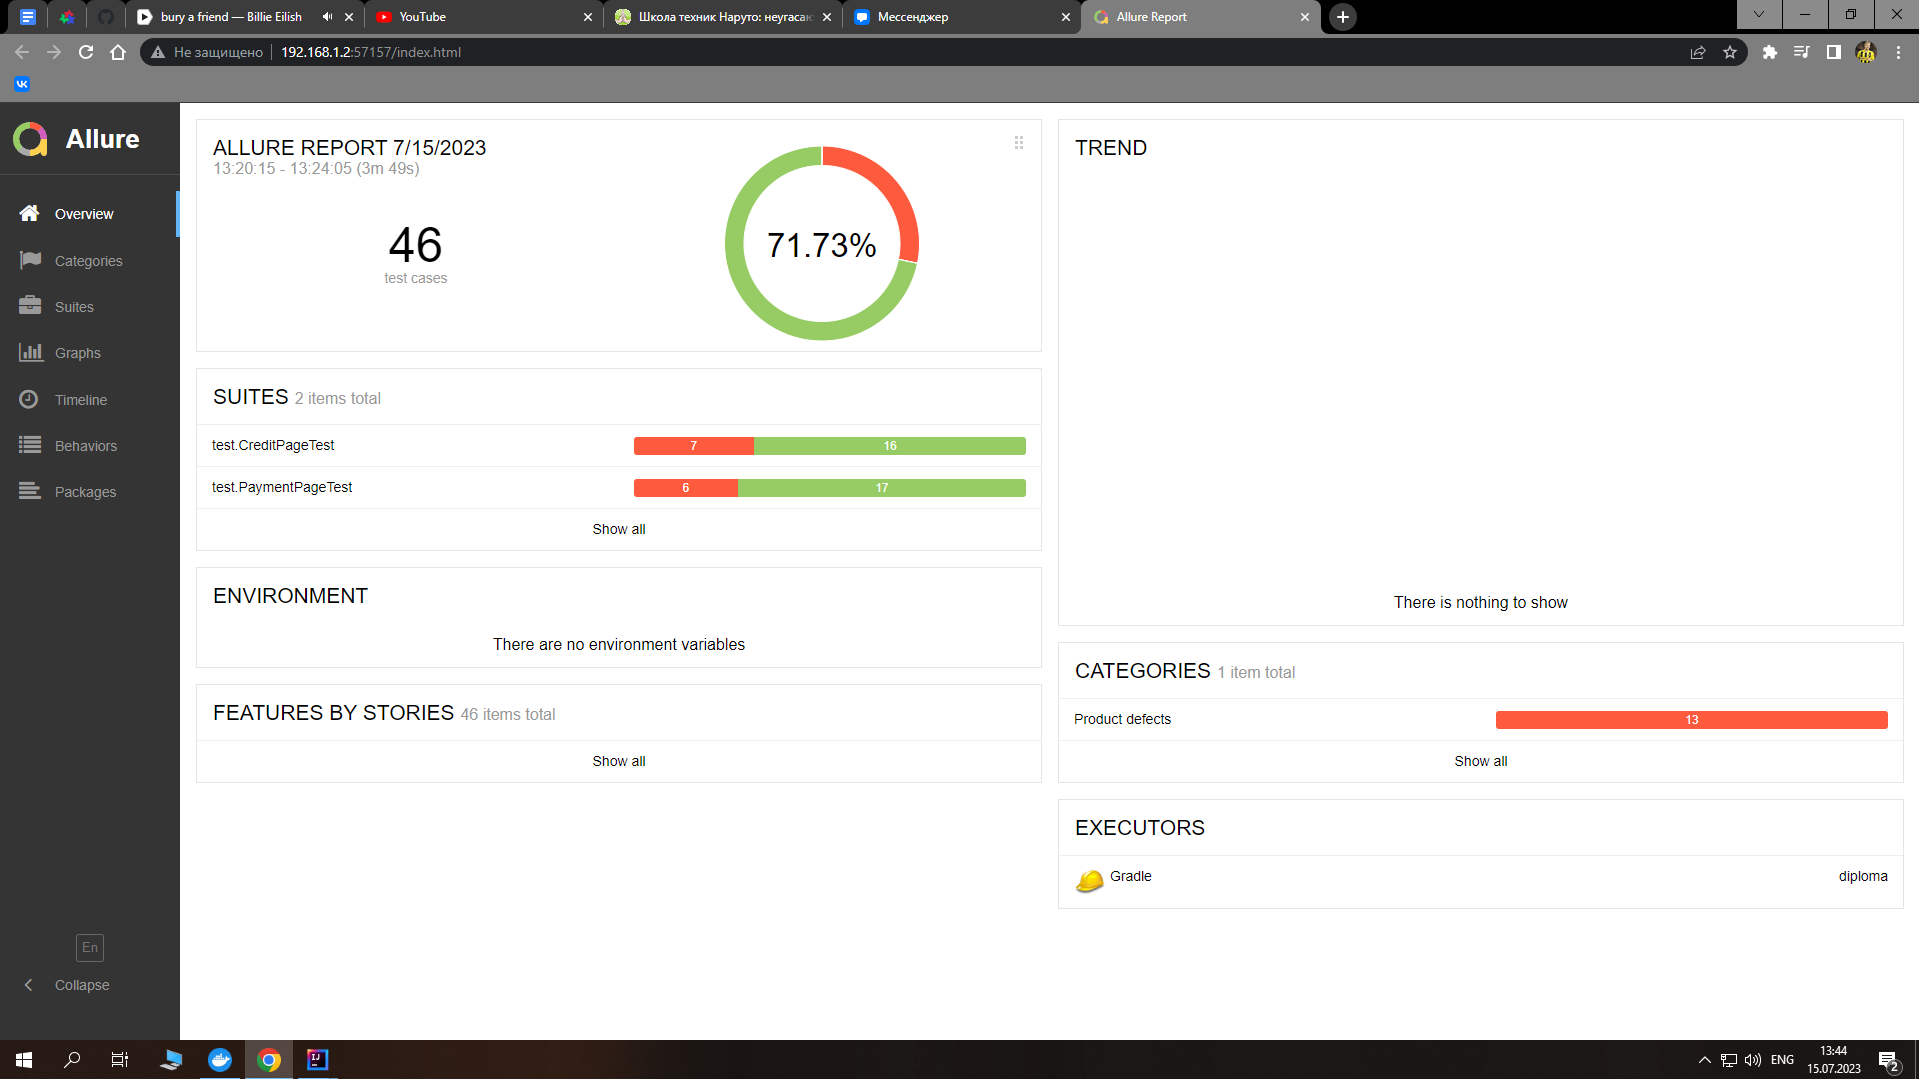 bury a friend — Billie Eilish
YouTube
Школа техник Наруто: неугасаю
Мессенджер
Allure Report
Не защищено
192.168.1.2:57157/index.html
Allure
Overview
Categories
Suites
Graphs
Timeline
Behaviors
Packages
En
Collapse
ALLURE REPORT 7/15/2023
13:20:15 - 13:24:05 (3m 49s)
46
test cases
71.73%
SUITES 2 items total
test.CreditPageTest
7
16
test.PaymentPageTest
6
17
Show all
ENVIRONMENT
There are no environment variables
FEATURES BY STORIES 46 items total
Show all
TREND
There is nothing to show
CATEGORIES 1 item total
Product defects
13
Show all
EXECUTORS
Gradle
diploma
ENG
13:44
15.07.2023
2